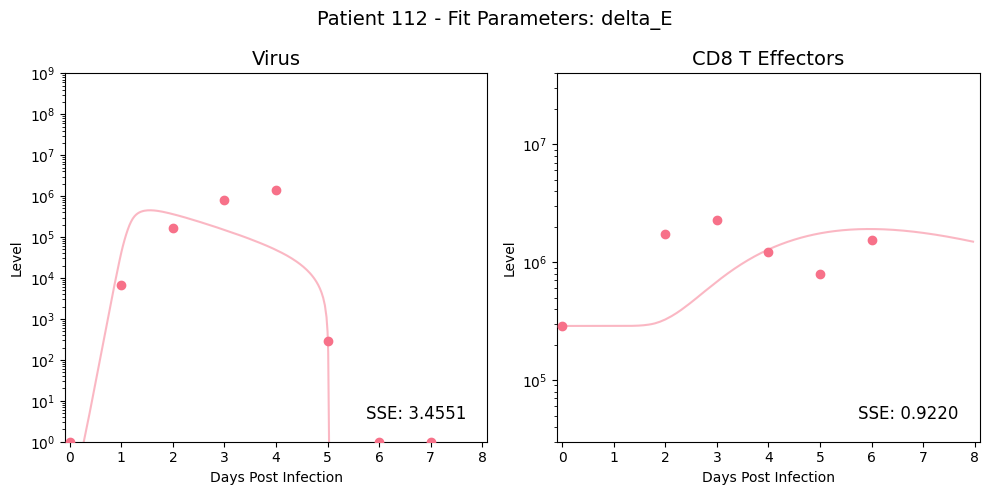 Patient 112 - Fit Parameters: delta_E
Virus
CD8 T Effectors
Level
10^9
10^8
10^7
10^6
10^5
10^4
10^3
10^2
10^1
10^0
0 1 2 3 4 5 6 7 8
Days Post Infection
SSE: 3.4551
Level
10^7
10^6
10^5
0 1 2 3 4 5 6 7 8
Days Post Infection
SSE: 0.9220